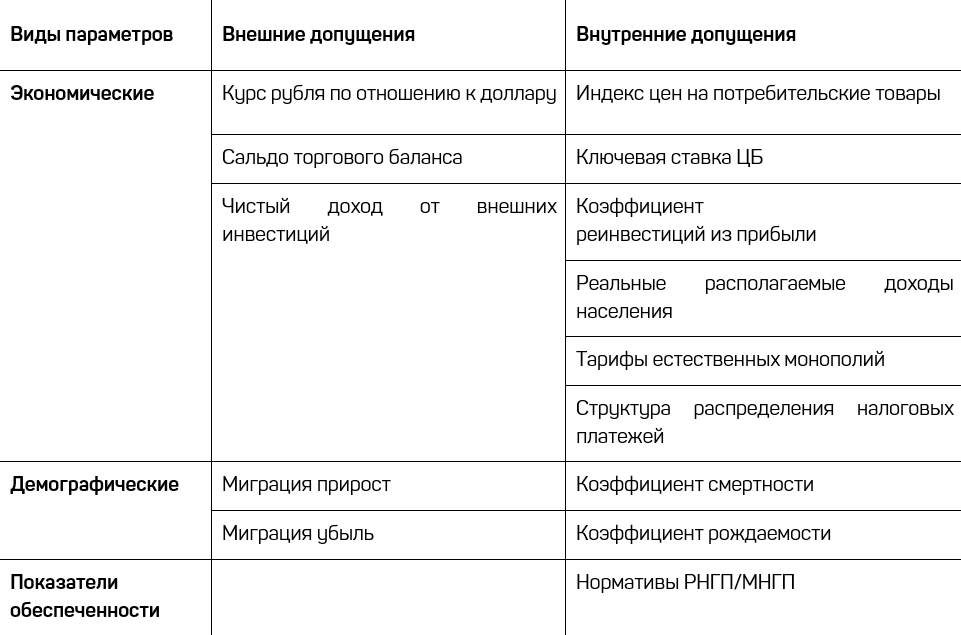 Виды параметров
Внешние допущения
Внутренние допущения
Экономические
Курс рубля по отношению к доллару
Индекс цен на потребительские товары
Сальдо торгового баланса
Ключевая ставка ЦБ
Чистый доход от внешних
инвестиций
Коэффициент
реинвестиций из прибыли
Реальные располагаемые доходы
населения
Тарифы естественных монополий
Структура распределения налоговых
платежей
Демографические
Миграция прирост
Коэффициент смертности
Миграция убыль
Коэффициент рождаемости
Показатели
обеспеченности
Нормативы РНГП/МНГП